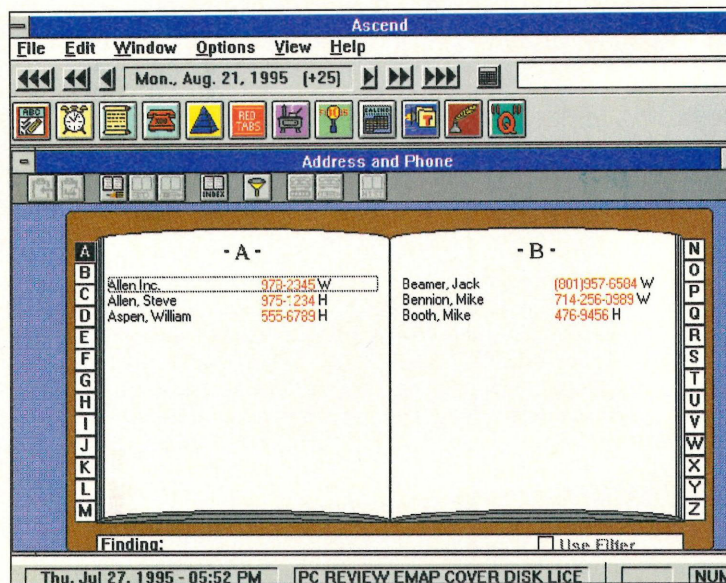 Ascend
File Edit Window Options View Help
Mon., Aug. 21, 1995 (+25)
RED TABS
Address and Phone
INDEX
- A -
Allen Inc. 978-2345 W
Allen, Steve 975-1234 H
Aspen, William 555-6789 H
- B -
Beamer, Jack (801)957-6584 W
Bennion, Mike 714-256-0989 W
Booth, Mike 476-9456 H
A
B
C
D
E
F
G
H
I
J
K
L
M
N
O
P
Q
R
S
T
U
V
W
X
Y
Z
Finding:
Use Filter
Thu, Jul 27, 1995 - 05:52 PM PC REVIEW EMAP COVER DISK LICE NUM